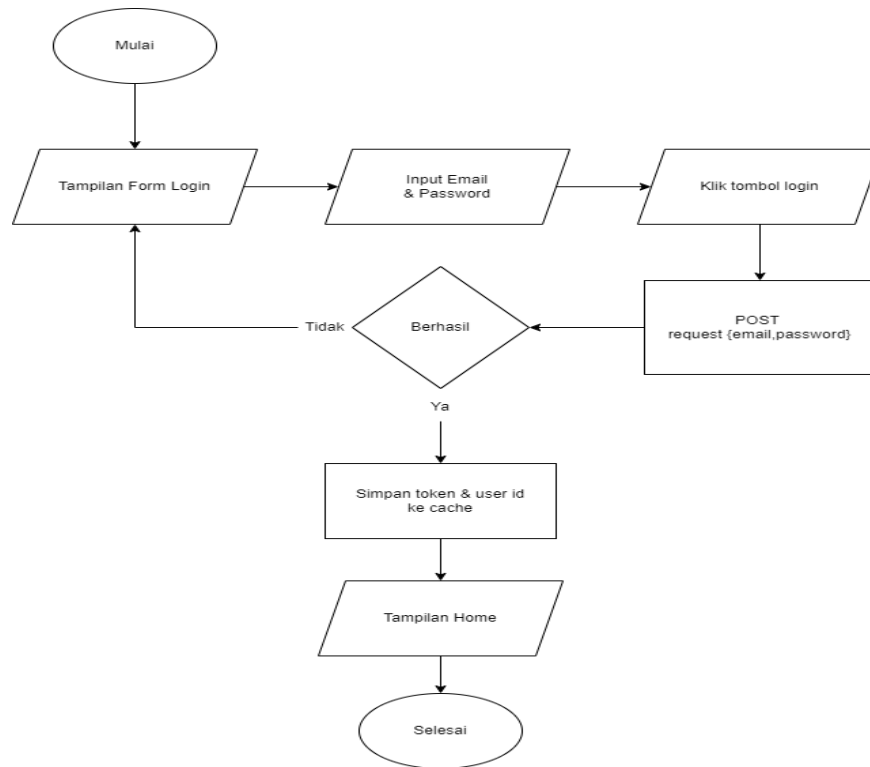 Mulai
Tampilan Form Login
Input Email
& Password
Klik tombol login
POST
request {email,password}
Berhasil
Tidak
Ya
Simpan token & user id
ke cache
Tampilan Home
Selesai